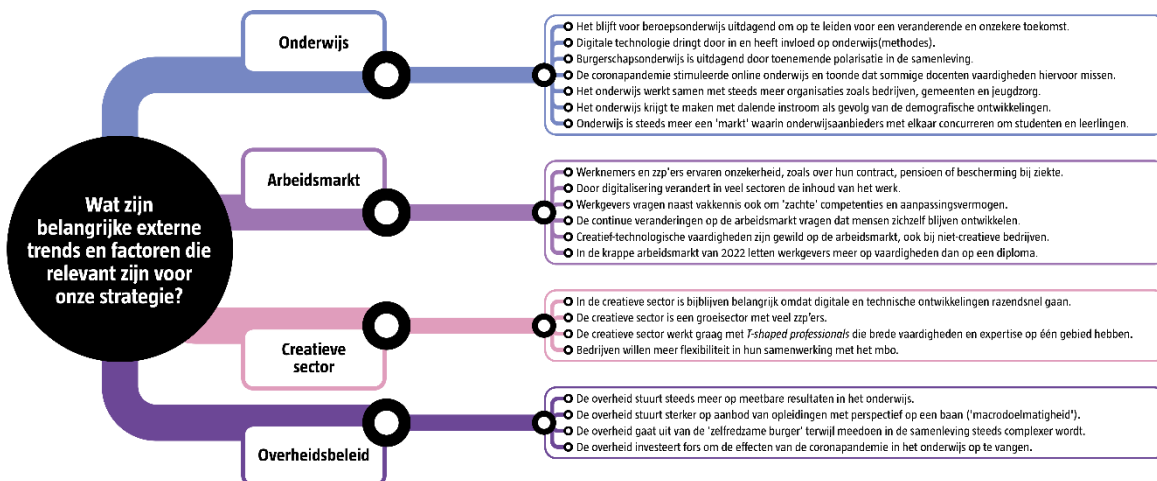 Wat zijn
belangrijke externe
trends en factoren die
relevant zijn voor
onze strategie?
Onderwijs
Het blijft voor beroepsonderwijs uitdagend om op te leiden voor een veranderende en onzekere toekomst.
Digitale technologie dringt door in en heeft invloed op onderwijs(methodes).
Burgerschapsonderwijs is uitdagend door toenemende polarisatie in de samenleving.
De coronapandemie stimuleerde online onderwijs en toonde dat sommige docenten vaardigheden hiervoor missen.
Het onderwijs werkt samen met steeds meer organisaties zoals bedrijven, gemeenten en jeugdzorg.
Het onderwijs krijgt te maken met dalende instroom als gevolg van de demografische ontwikkelingen.
Onderwijs is steeds meer een 'markt' waarin onderwijsaanbieders met elkaar concurreren om studenten en leerlingen.
Arbeidsmarkt
Werknemers en zzp'ers ervaren onzekerheid, zoals over hun contract, pensioen of bescherming bij ziekte.
Door digitalisering verandert in veel sectoren de inhoud van het werk.
Werkgevers vragen naast vakkennis ook om 'zachte' competenties en aanpassingsvermogen.
De continue veranderingen op de arbeidsmarkt vragen dat mensen zichzelf blijven ontwikkelen.
Creatief-technologische vaardigheden zijn gewild op de arbeidsmarkt, ook bij niet-creatieve bedrijven.
In de krappe arbeidsmarkt van 2022 letten werkgevers meer op vaardigheden dan op een diploma.
Creatieve
sector
In de creatieve sector is bijblijven belangrijk omdat digitale en technische ontwikkelingen razendsnel gaan.
De creatieve sector is een groeisector met veel zzp'ers.
De creatieve sector werkt graag met T-shaped professionals die brede vaardigheden en expertise op één gebied hebben.
Bedrijven willen meer flexibiliteit in hun samenwerking met het mbo.
Overheidsbeleid
De overheid stuurt steeds meer op meetbare resultaten in het onderwijs.
De overheid stuurt sterker op aanbod van opleidingen met perspectief op een baan ('macrodoelmatigheid').
De overheid gaat uit van de 'zelfredzame burger' terwijl meedoen in de samenleving steeds complexer wordt.
De overheid investeert fors om de effecten van de coronapandemie in het onderwijs op te vangen.